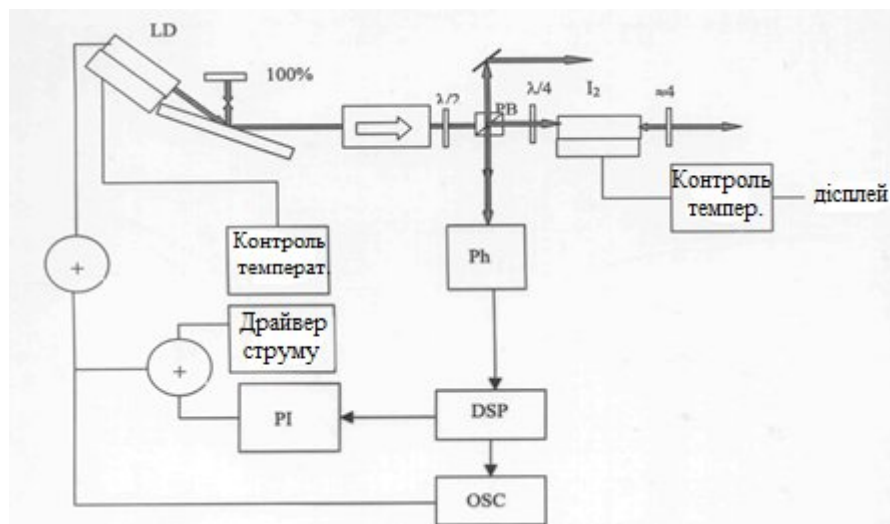 LD
100%
λ/2
PB
λ/4
I₂
≈4
Контроль
темпер.
дісплей
Контроль
температ.
+
Ph
Драйвер
струму
+
PI
DSP
OSC